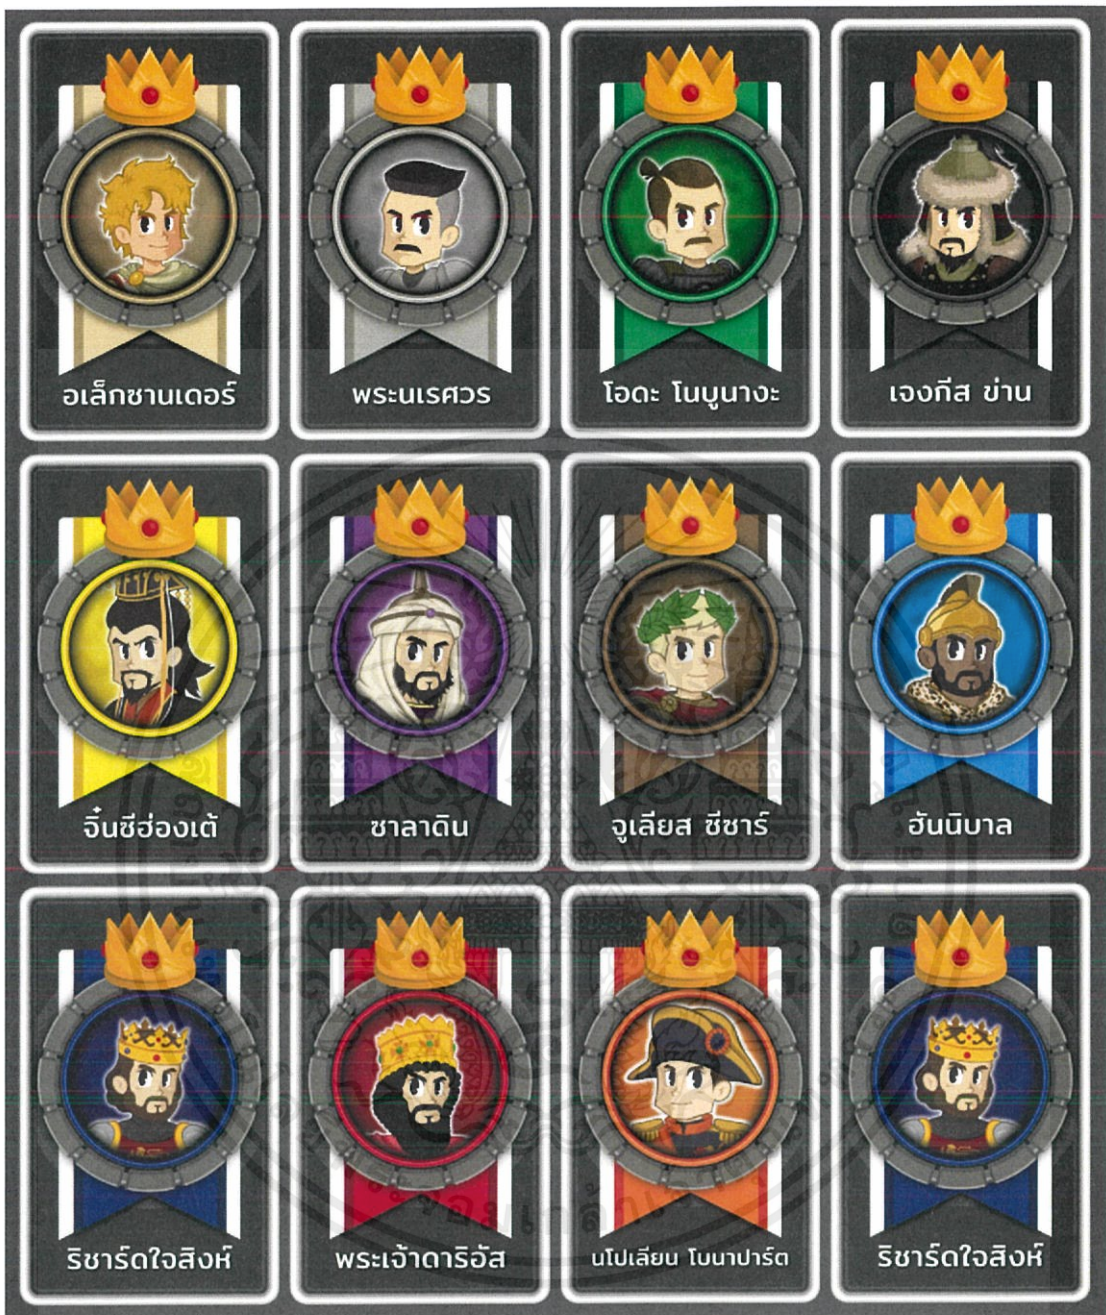 อเล็กซานเดอร์
พระนเรศวร
โอดะ โนบูนางะ
เจงกีส ข่าน
จิ๋นซีฮ่องเต้
ซาลาดิน
จูเลียส ซีซาร์
ฮันนิบาล
ริชาร์ดใจสิงห์
พระเจ้าดาริอัส
นโปเลียน โบนาปาร์ต
ริชาร์ดใจสิงห์